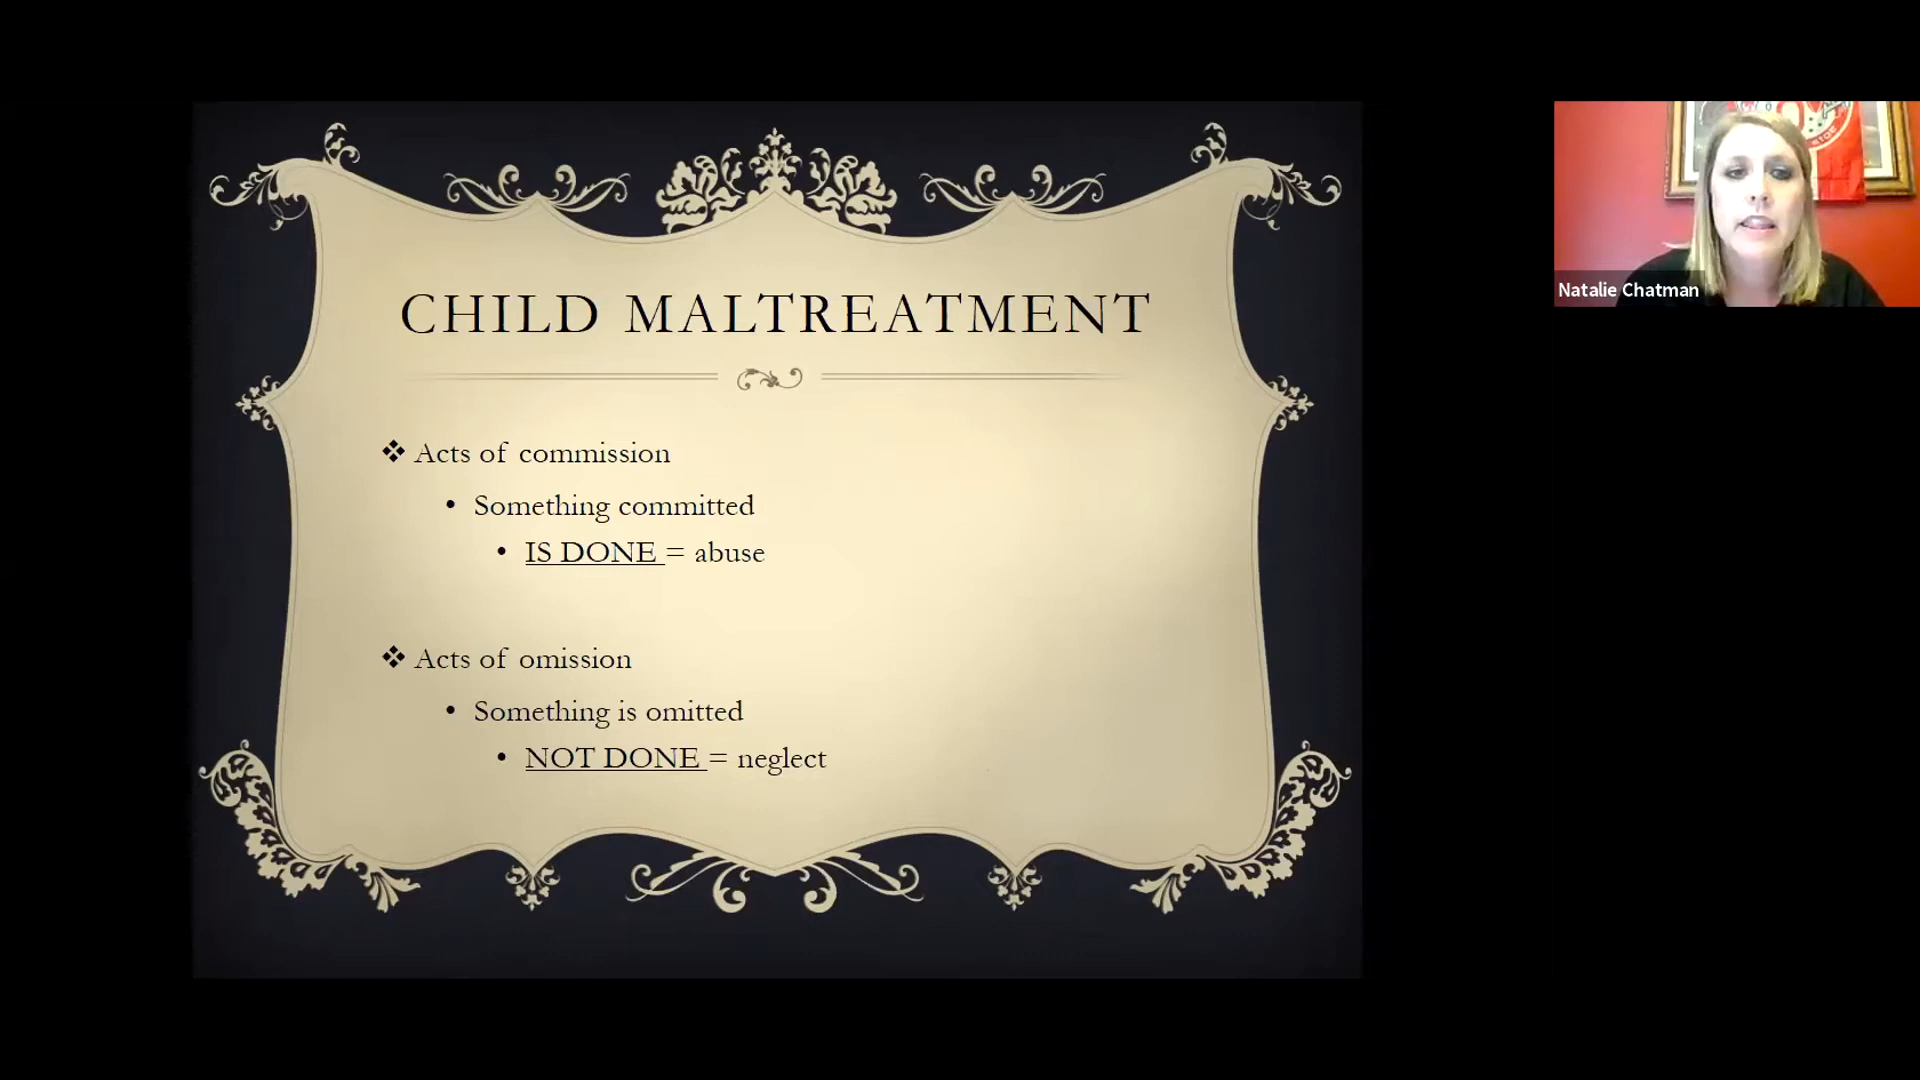 CHILD MALTREATMENT
❖ Acts of commission
• Something committed
• IS DONE = abuse
❖ Acts of omission
• Something is omitted
• NOT DONE = neglect
Natalie Chatman